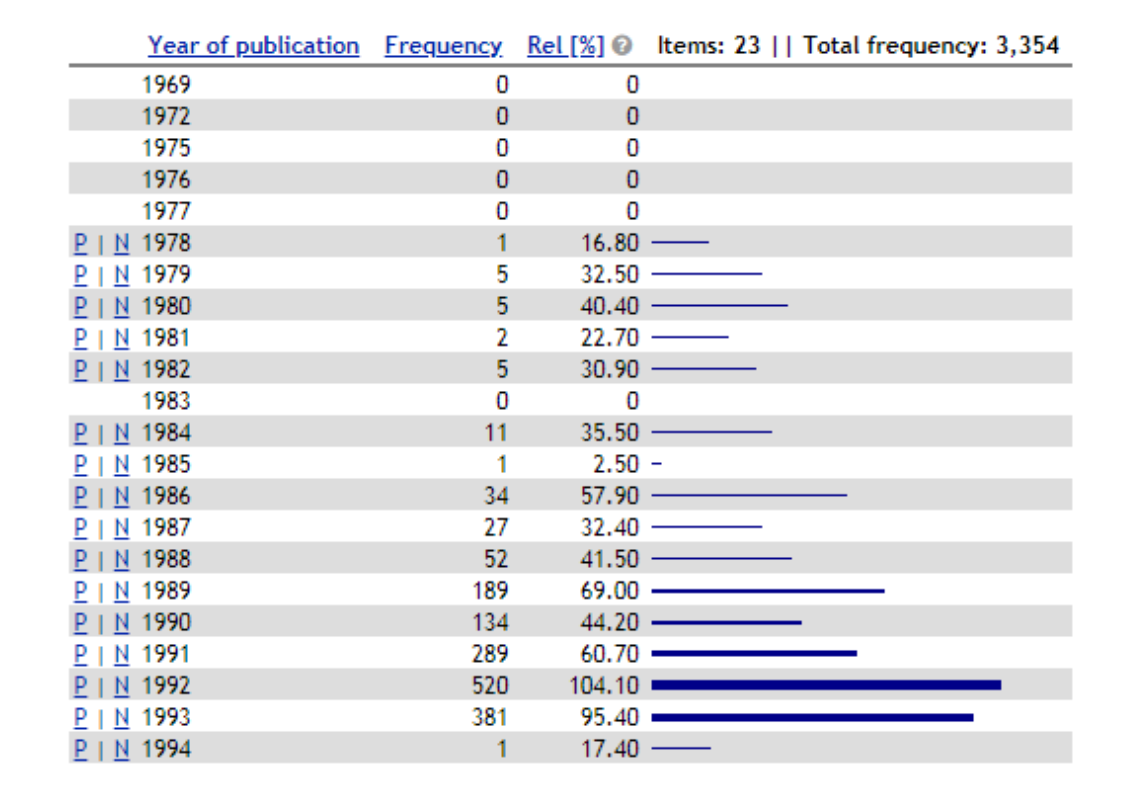 Year of publication Frequency Rel [%] ? Items: 23 || Total frequency: 3,354
1969 0 0
1972 0 0
1975 0 0
1976 0 0
1977 0 0
P | N 1978 1 16.80
P | N 1979 5 32.50
P | N 1980 5 40.40
P | N 1981 2 22.70
P | N 1982 5 30.90
1983 0 0
P | N 1984 11 35.50
P | N 1985 1 2.50
P | N 1986 34 57.90
P | N 1987 27 32.40
P | N 1988 52 41.50
P | N 1989 189 69.00
P | N 1990 134 44.20
P | N 1991 289 60.70
P | N 1992 520 104.10
P | N 1993 381 95.40
P | N 1994 1 17.40